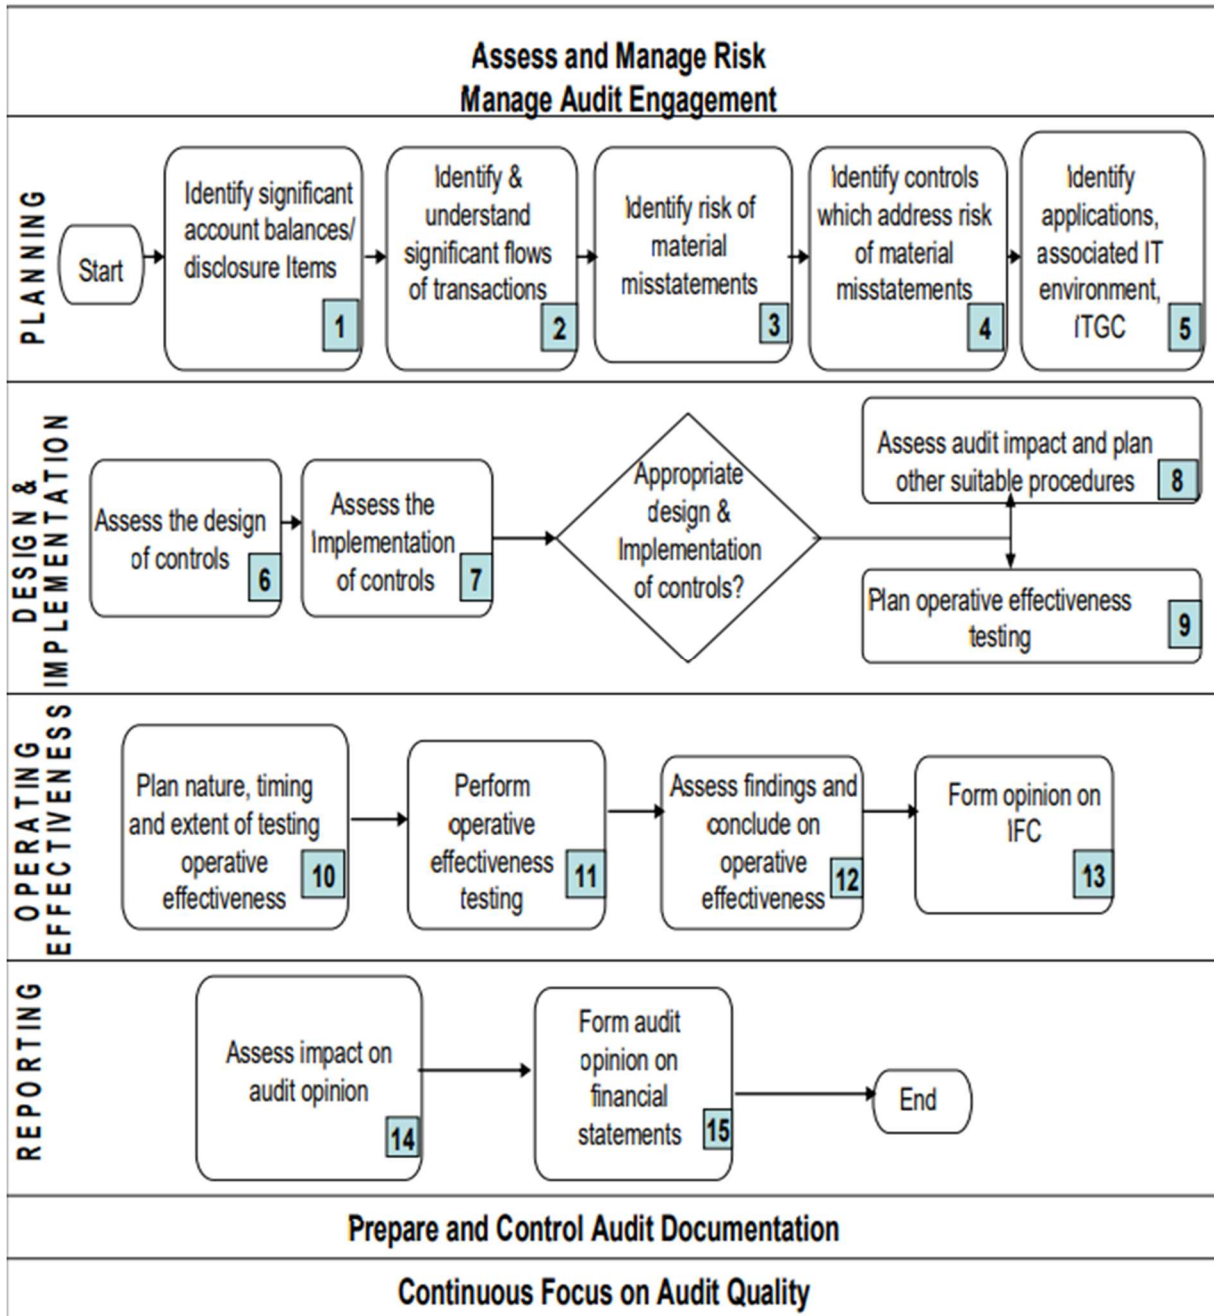 Assess and Manage Risk
Manage Audit Engagement
PLANNING
Start
Identify significant
account balances/
disclosure Items
1
Identify &
understand
significant flows
of transactions
2
Identify risk of
material
misstatements
3
Identify controls
which address risk
of material
misstatements
4
Identify
applications,
associated IT
environment,
ITGC
5
DESIGN &
IMPLEMENTATION
Assess the design
of controls
6
Assess the
Implementation
of controls
7
Appropriate
design &
Implementation
of controls?
Assess audit impact and plan
other suitable procedures
8
Plan operative effectiveness
testing
9
OPERATING
EFFECTIVENESS
Plan nature, timing
and extent of testing
operative
effectiveness
10
Perform
operative
effectiveness
testing
11
Assess findings and
conclude on
operative
effectiveness
12
Form opinion on
IFC
13
REPORTING
Assess impact on
audit opinion
14
Form audit
opinion on
financial
statements
15
End
Prepare and Control Audit Documentation
Continuous Focus on Audit Quality